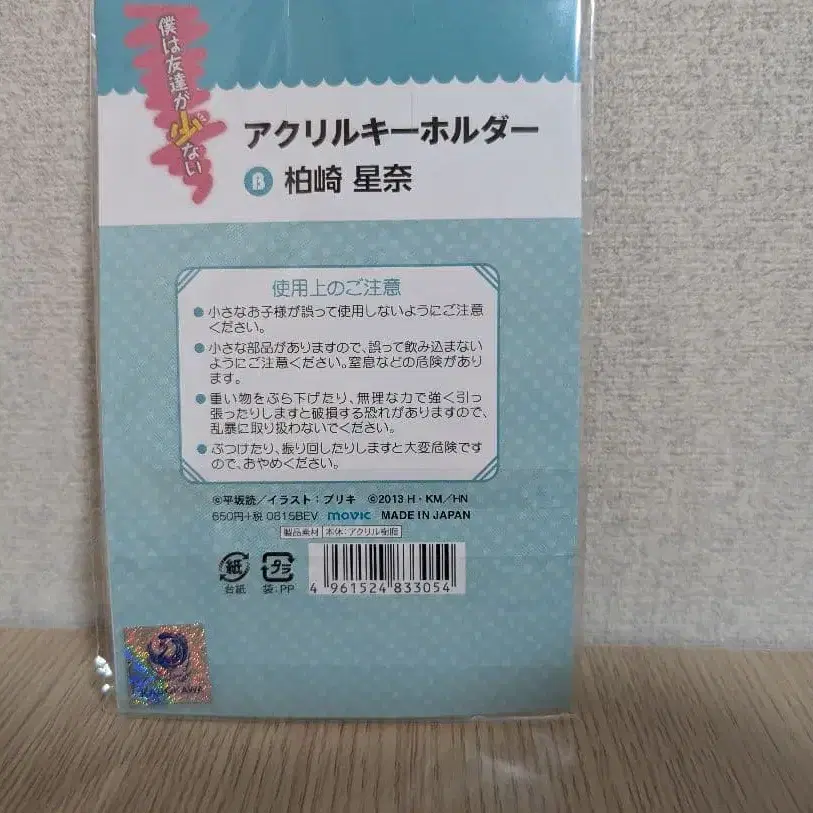 僕は友達が少ない
アクリルキーホルダー
B 柏崎 星奈
使用上のご注意
● 小さなお子様が誤って使用しないようにご注意
ください。
● 小さな部品がありますので、誤って飲み込まない
ようにご注意ください。窒息などの危険があり
ます。
● 重い物をぶら下げたり、無理な力で強く引っ
張ったりしますと破損する恐れがありますので、
乱暴に取り扱わないでください。
● ぶつけたり、振り回したりしますと大変危険です
ので、おやめください。
©平坂読/イラスト:ブリキ ©2013 H・KM/HN
650円+税 0815BEV movic MADE IN JAPAN
製品素材 本体:アクリル樹脂
紙 プラ
台紙 袋:PP
4 961524 833054
KADOKAWA